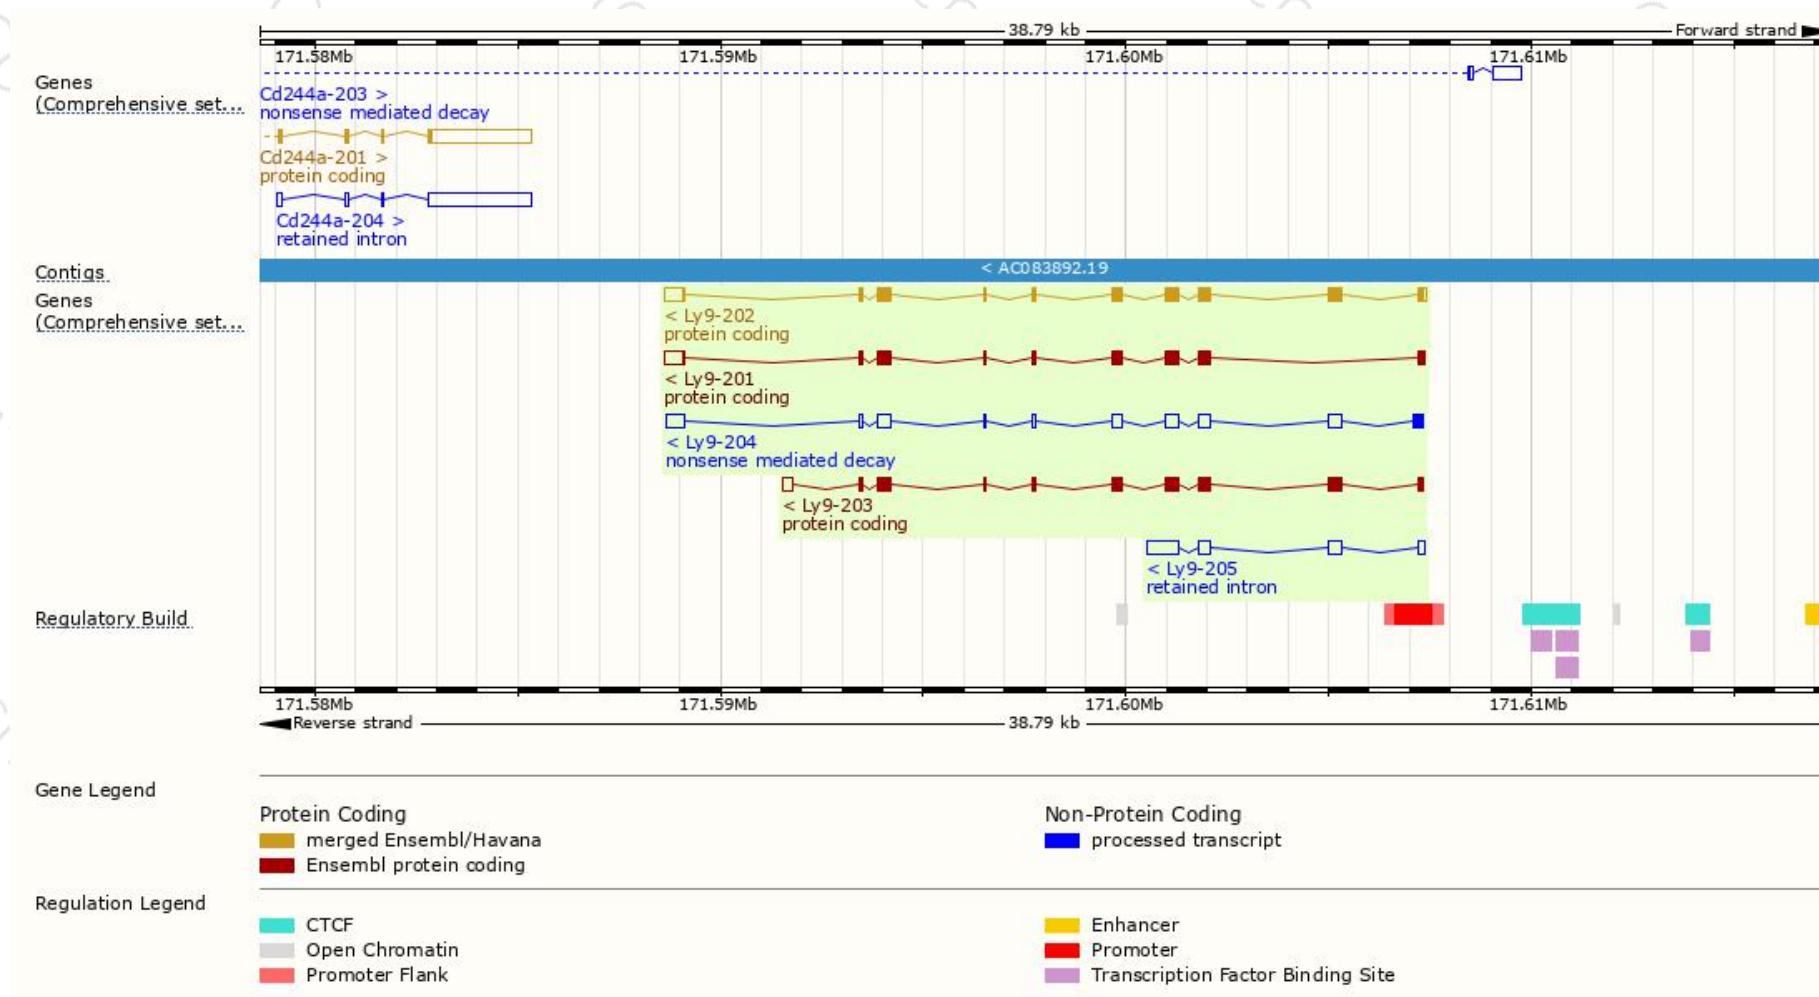 38.79 kb
Forward strand
171.58Mb 171.59Mb 171.60Mb 171.61Mb
Genes
(Comprehensive set...
Cd244a-203 >
nonsense mediated decay
Cd244a-201 >
protein coding
Cd244a-204 >
retained intron
Contigs
< AC083892.19
Genes
(Comprehensive set...
< Ly9-202
protein coding
< Ly9-201
protein coding
< Ly9-204
nonsense mediated decay
< Ly9-203
protein coding
< Ly9-205
retained intron
Regulatory Build
171.58Mb 171.59Mb 171.60Mb 171.61Mb
Reverse strand
38.79 kb
Gene Legend
Protein Coding
merged Ensembl/Havana
Ensembl protein coding
Non-Protein Coding
processed transcript
Regulation Legend
CTCF
Open Chromatin
Promoter Flank
Enhancer
Promoter
Transcription Factor Binding Site